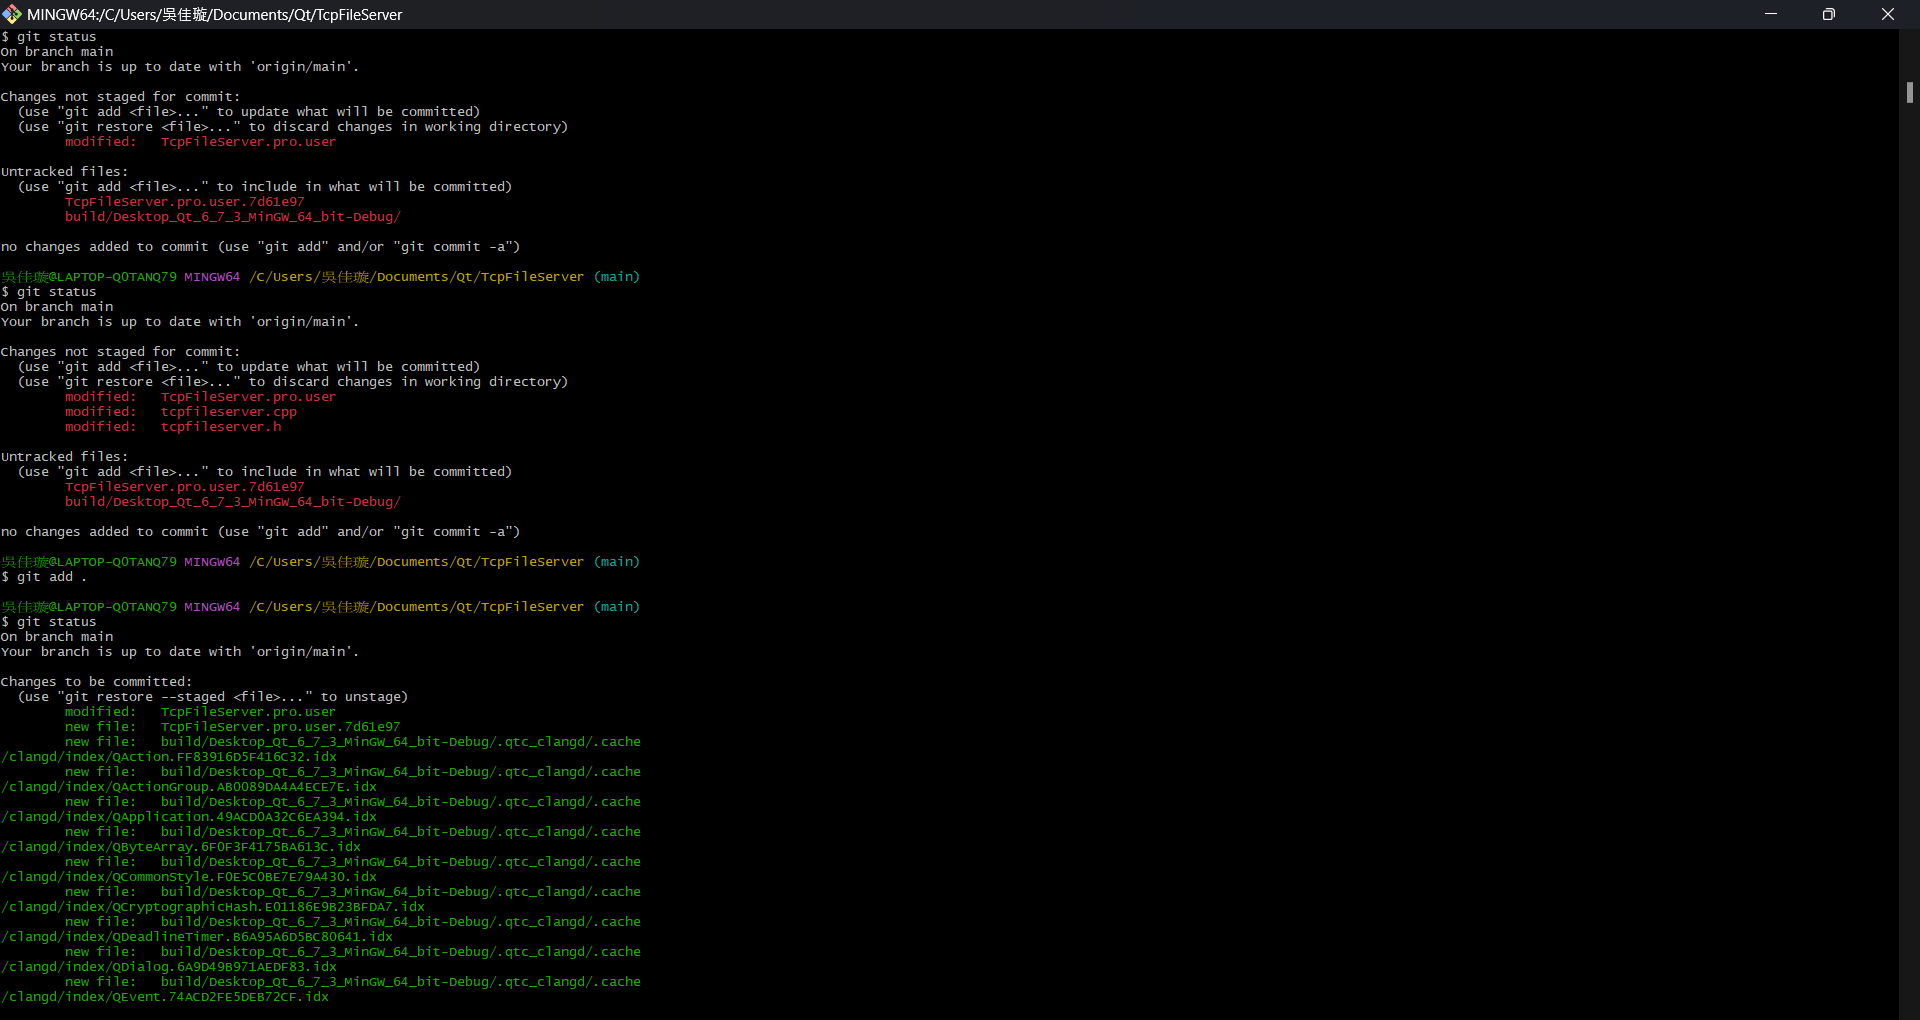 MINGW64:/C/Users/吳佳璇/Documents/Qt/TcpFileServer
$ git status
On branch main
Your branch is up to date with 'origin/main'.
Changes not staged for commit:
  (use "git add <file>..." to update what will be committed)
  (use "git restore <file>..." to discard changes in working directory)
        modified:   TcpFileServer.pro.user
Untracked files:
  (use "git add <file>..." to include in what will be committed)
        TcpFileServer.pro.user.7d61e97
        build/Desktop_Qt_6_7_3_MinGW_64_bit-Debug/
no changes added to commit (use "git add" and/or "git commit -a")
吳佳璇@LAPTOP-Q0TANQ79 MINGW64 /C/Users/吳佳璇/Documents/Qt/TcpFileServer (main)
$ git status
On branch main
Your branch is up to date with 'origin/main'.
Changes not staged for commit:
  (use "git add <file>..." to update what will be committed)
  (use "git restore <file>..." to discard changes in working directory)
        modified:   TcpFileServer.pro.user
        modified:   tcpfileserver.cpp
        modified:   tcpfileserver.h
Untracked files:
  (use "git add <file>..." to include in what will be committed)
        TcpFileServer.pro.user.7d61e97
        build/Desktop_Qt_6_7_3_MinGW_64_bit-Debug/
no changes added to commit (use "git add" and/or "git commit -a")
吳佳璇@LAPTOP-Q0TANQ79 MINGW64 /C/Users/吳佳璇/Documents/Qt/TcpFileServer (main)
$ git add .
吳佳璇@LAPTOP-Q0TANQ79 MINGW64 /C/Users/吳佳璇/Documents/Qt/TcpFileServer (main)
$ git status
On branch main
Your branch is up to date with 'origin/main'.
Changes to be committed:
  (use "git restore --staged <file>..." to unstage)
        modified:   TcpFileServer.pro.user
        new file:   TcpFileServer.pro.user.7d61e97
        new file:   build/Desktop_Qt_6_7_3_MinGW_64_bit-Debug/.qtc_clangd/.cache
/clangd/index/QAction.FF83916D5F416C32.idx
        new file:   build/Desktop_Qt_6_7_3_MinGW_64_bit-Debug/.qtc_clangd/.cache
/clangd/index/QActionGroup.AB0089DA4A4ECE7E.idx
        new file:   build/Desktop_Qt_6_7_3_MinGW_64_bit-Debug/.qtc_clangd/.cache
/clangd/index/QApplication.49ACD0A32C6EA394.idx
        new file:   build/Desktop_Qt_6_7_3_MinGW_64_bit-Debug/.qtc_clangd/.cache
/clangd/index/QByteArray.6F0F3F4175BA613C.idx
        new file:   build/Desktop_Qt_6_7_3_MinGW_64_bit-Debug/.qtc_clangd/.cache
/clangd/index/QCommonStyle.F0E5C0BE7E79A430.idx
        new file:   build/Desktop_Qt_6_7_3_MinGW_64_bit-Debug/.qtc_clangd/.cache
/clangd/index/QCryptographicHash.E01186E9B23BFDA7.idx
        new file:   build/Desktop_Qt_6_7_3_MinGW_64_bit-Debug/.qtc_clangd/.cache
/clangd/index/QDeadlineTimer.B6A95A6D5BC80641.idx
        new file:   build/Desktop_Qt_6_7_3_MinGW_64_bit-Debug/.qtc_clangd/.cache
/clangd/index/QDialog.6A9D49B971AEDF83.idx
        new file:   build/Desktop_Qt_6_7_3_MinGW_64_bit-Debug/.qtc_clangd/.cache
/clangd/index/QEvent.74ACD2FE5DEB72CF.idx